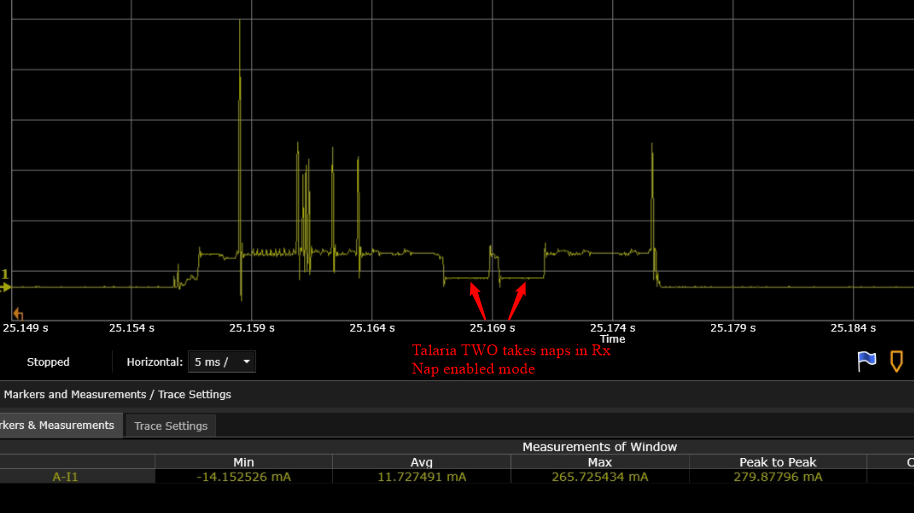 1
25.149 s
25.154 s
25.159 s
25.164 s
25.169 s
25.174 s
25.179 s
25.184 s
Time
Talaria TWO takes naps in Rx
Nap enabled mode
Stopped
Horizontal:
5 ms /
Markers and Measurements / Trace Settings
rkers & Measurements
Trace Settings
Measurements of Window
Min
Avg
Max
Peak to Peak
A-I1
-14.152526 mA
11.727491 mA
265.725434 mA
279.87796 mA